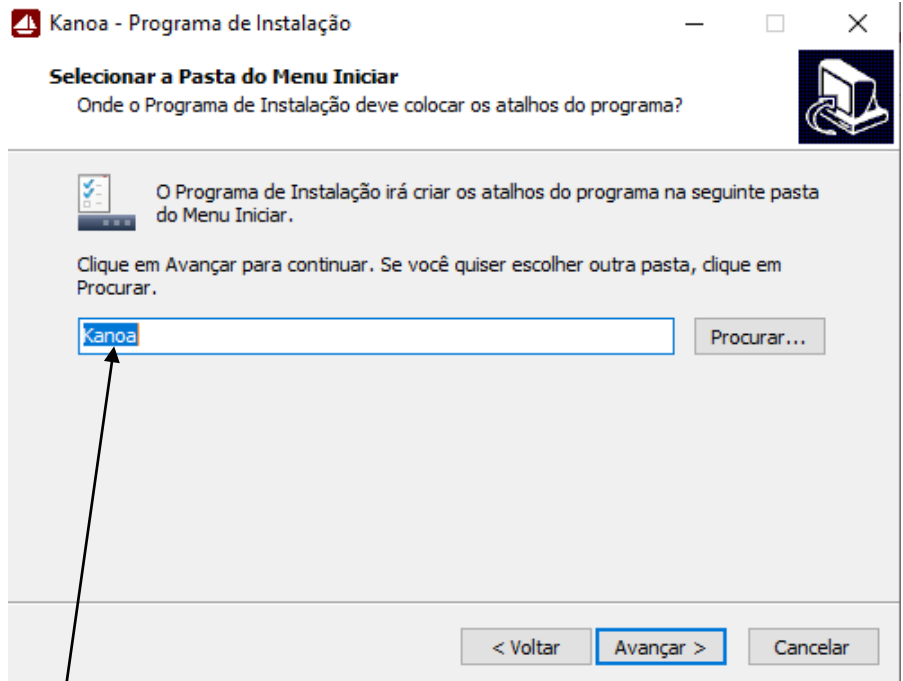 Kanoa - Programa de Instalação
Selecionar a Pasta do Menu Iniciar
Onde o Programa de Instalação deve colocar os atalhos do programa?
O Programa de Instalação irá criar os atalhos do programa na seguinte pasta
do Menu Iniciar.
Clique em Avançar para continuar. Se você quiser escolher outra pasta, clique em
Procurar.
Kanoa
Procurar...
< Voltar
Avançar >
Cancelar